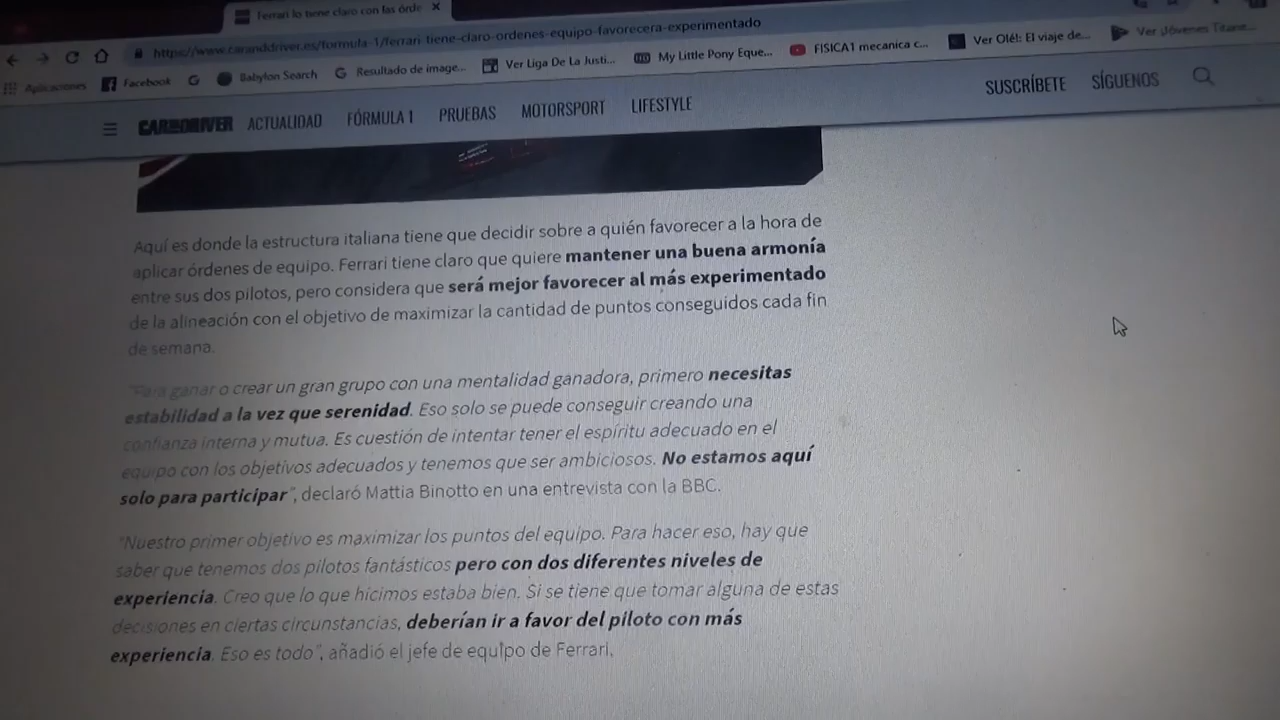 Ferrari lo tiene claro con las órde
https://www.caranddriver.es/formula-1/ferrari-tiene-claro-ordenes-equipo-favorecera-experimentado
Aplicaciones Facebook Babylon Search Resultado de image... Ver Liga De La Justi... My Little Pony Eque... FISICA1 mecanica c... Ver Olé!: El viaje de... Ver Jóvenes Titane...
CAR AND DRIVER ACTUALIDAD FÓRMULA 1 PRUEBAS MOTORSPORT LIFESTYLE SUSCRÍBETE SÍGUENOS
Aquí es donde la estructura italiana tiene que decidir sobre a quién favorecer a la hora de
aplicar órdenes de equipo. Ferrari tiene claro que quiere mantener una buena armonía
entre sus dos pilotos, pero considera que será mejor favorecer al más experimentado
de la alineación con el objetivo de maximizar la cantidad de puntos conseguidos cada fin
de semana.
"Para ganar o crear un gran grupo con una mentalidad ganadora, primero necesitas
estabilidad a la vez que serenidad. Eso solo se puede conseguir creando una
confianza interna y mutua. Es cuestión de intentar tener el espíritu adecuado en el
equipo con los objetivos adecuados y tenemos que ser ambiciosos. No estamos aquí
solo para participar", declaró Mattia Binotto en una entrevista con la BBC.
"Nuestro primer objetivo es maximizar los puntos del equipo. Para hacer eso, hay que
saber que tenemos dos pilotos fantásticos pero con dos diferentes niveles de
experiencia. Creo que lo que hicimos estaba bien. Si se tiene que tomar alguna de estas
decisiones en ciertas circunstancias, deberían ir a favor del piloto con más
experiencia. Eso es todo", añadió el jefe de equipo de Ferrari.